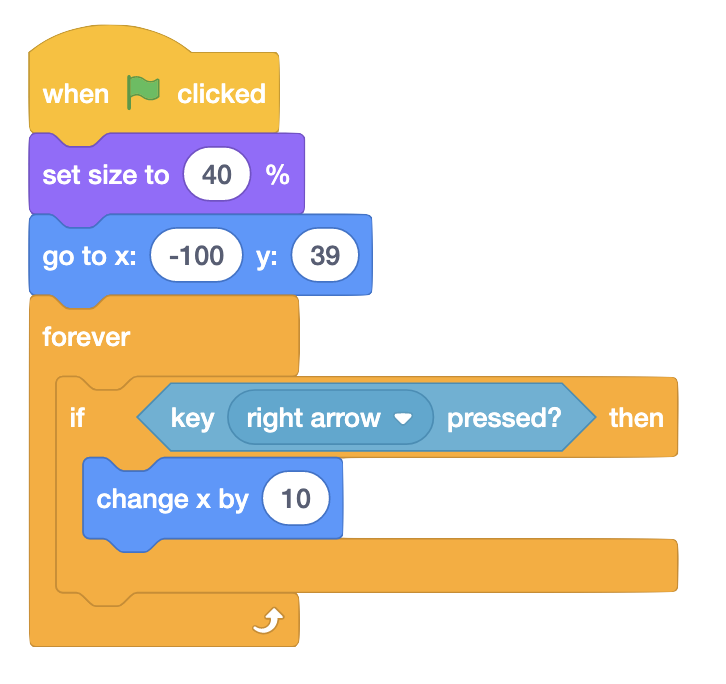 when clicked
set size to 40 %
go to x: -100 y: 39
forever
if key right arrow pressed? then
change x by 10